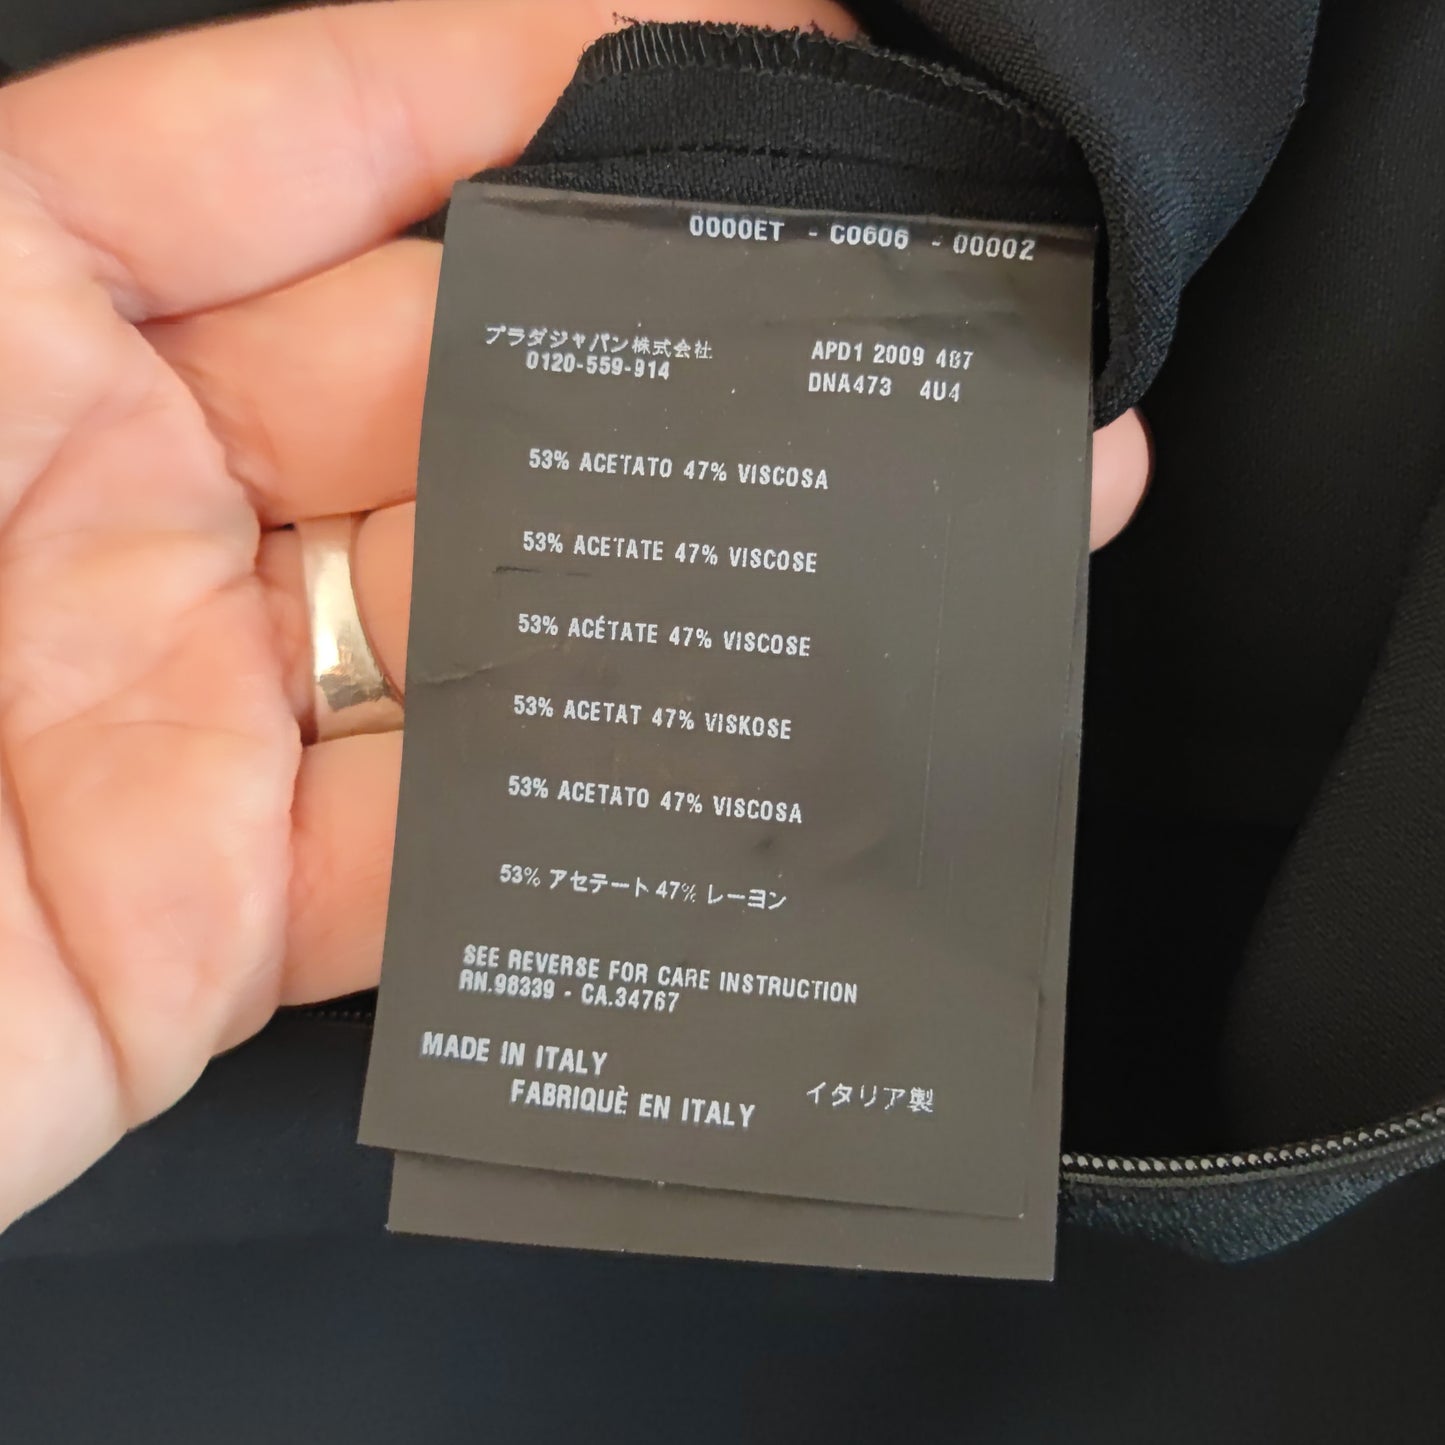 0000ET - C0606 - 00002
プラダジャパン株式会社
0120-559-914
APD1 2009 487
DNA473 4U4
53% ACETATO 47% VISCOSA
53% ACETATE 47% VISCOSE
53% ACÉTATE 47% VISCOSE
53% ACETAT 47% VISKOSE
53% ACETATO 47% VISCOSA
53% アセテート 47% レーヨン
SEE REVERSE FOR CARE INSTRUCTION
RN.98339 - CA.34767
MADE IN ITALY
FABRIQUÈ EN ITALY
イタリア製